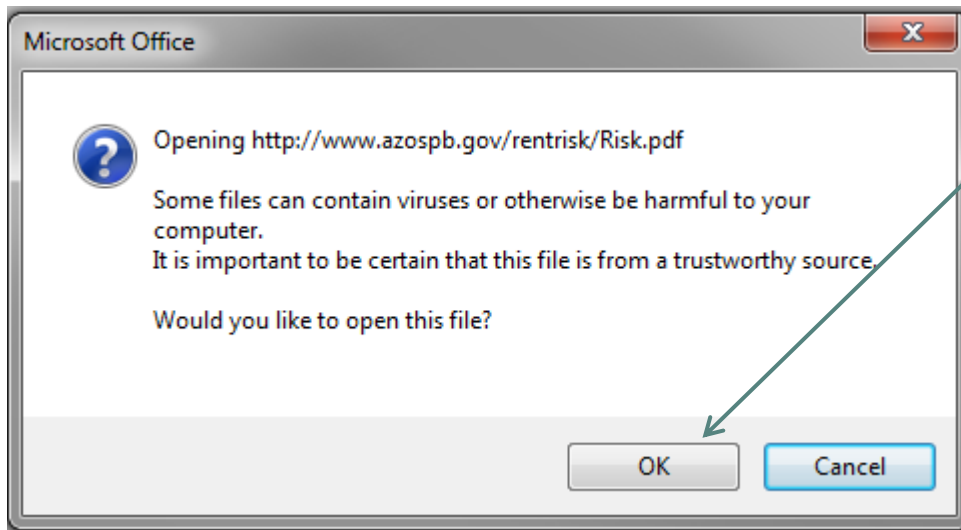 Microsoft Office
Opening http://www.azospb.gov/rentrisk/Risk.pdf
Some files can contain viruses or otherwise be harmful to your
computer.
It is important to be certain that this file is from a trustworthy source.
Would you like to open this file?
OK
Cancel